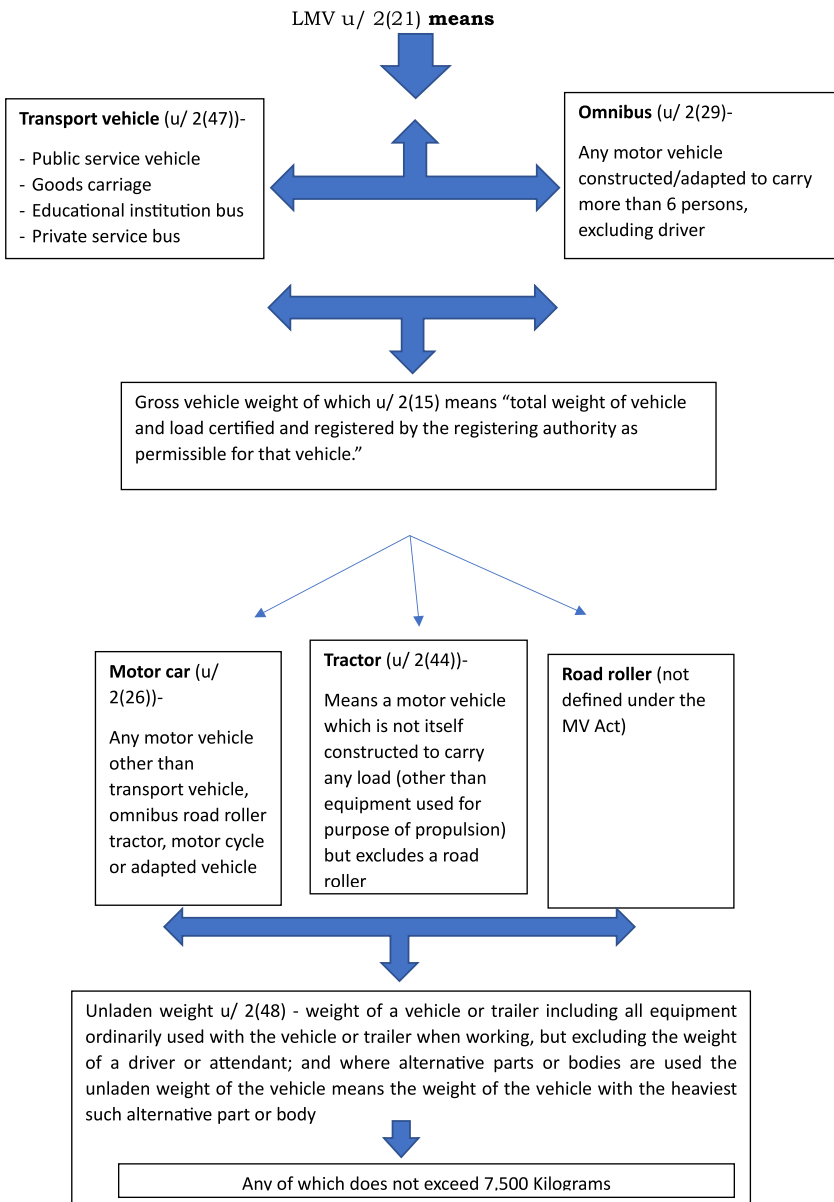 LMV u/ 2(21) means
Transport vehicle (u/ 2(47))-
- Public service vehicle
- Goods carriage
- Educational institution bus
- Private service bus
Omnibus (u/ 2(29)-
Any motor vehicle
constructed/adapted to carry
more than 6 persons,
excluding driver
Gross vehicle weight of which u/ 2(15) means “total weight of vehicle
and load certified and registered by the registering authority as
permissible for that vehicle.”
Motor car (u/
2(26))-
Any motor vehicle
other than
transport vehicle,
omnibus road roller
tractor, motor cycle
or adapted vehicle
Tractor (u/ 2(44))-
Means a motor vehicle
which is not itself
constructed to carry
any load (other than
equipment used for
purpose of propulsion)
but excludes a road
roller
Road roller (not
defined under the
MV Act)
Unladen weight u/ 2(48) - weight of a vehicle or trailer including all equipment
ordinarily used with the vehicle or trailer when working, but excluding the weight
of a driver or attendant; and where alternative parts or bodies are used the
unladen weight of the vehicle means the weight of the vehicle with the heaviest
such alternative part or body
Any of which does not exceed 7,500 Kilograms